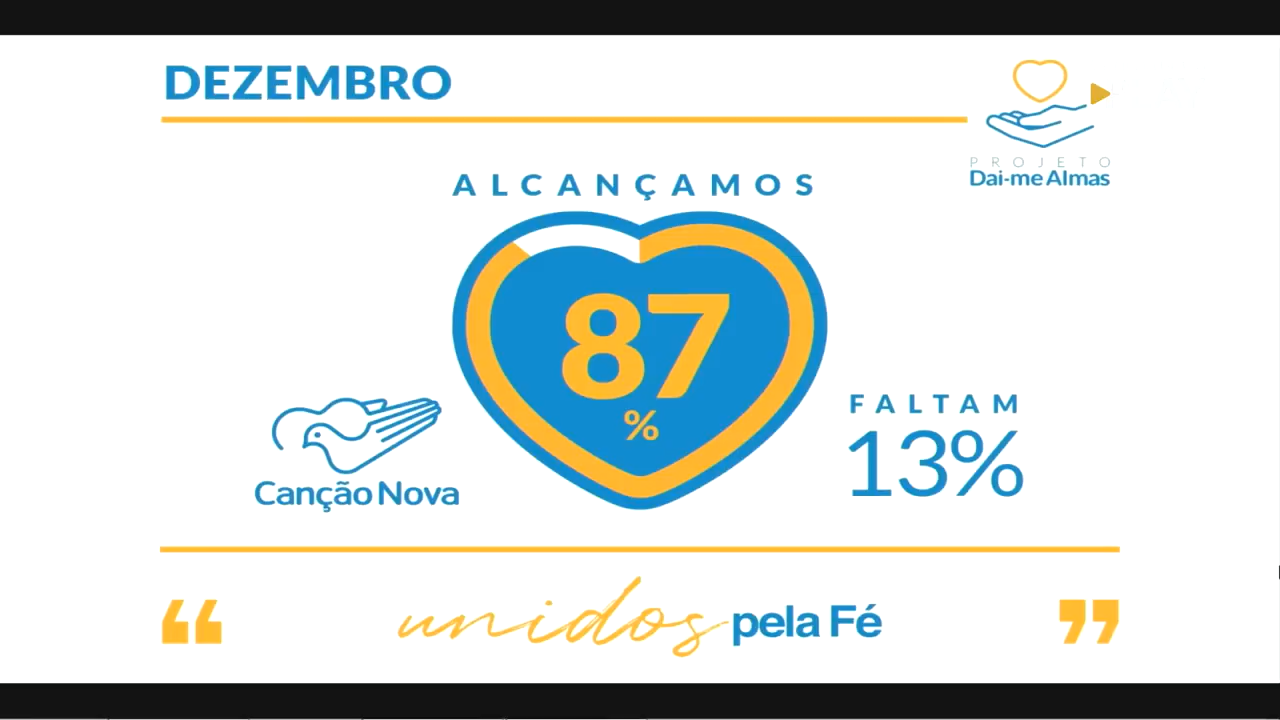 DEZEMBRO
PROJETO
Dai-me Almas
ALCANÇAMOS
87
%
FALTAM
13%
Canção Nova
“ unidos pela Fé ”